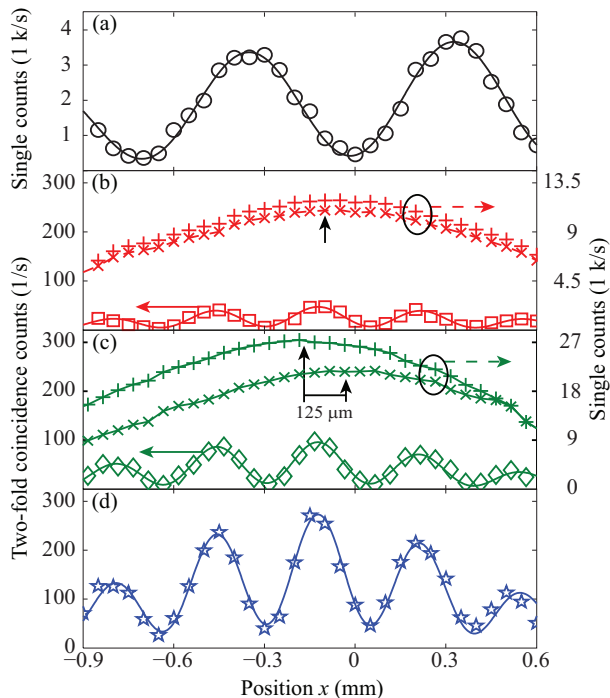 (a)
Single counts (1 k/s)
4
3
2
1
(b)
300
200
100
13.5
9
4.5
Two-fold coincidence counts (1/s)
Single counts (1 k/s)
(c)
300
200
100
0
27
18
9
0
125 μm
(d)
300
200
100
0
−0.9 −0.6 −0.3 0 0.3 0.6
Position x (mm)